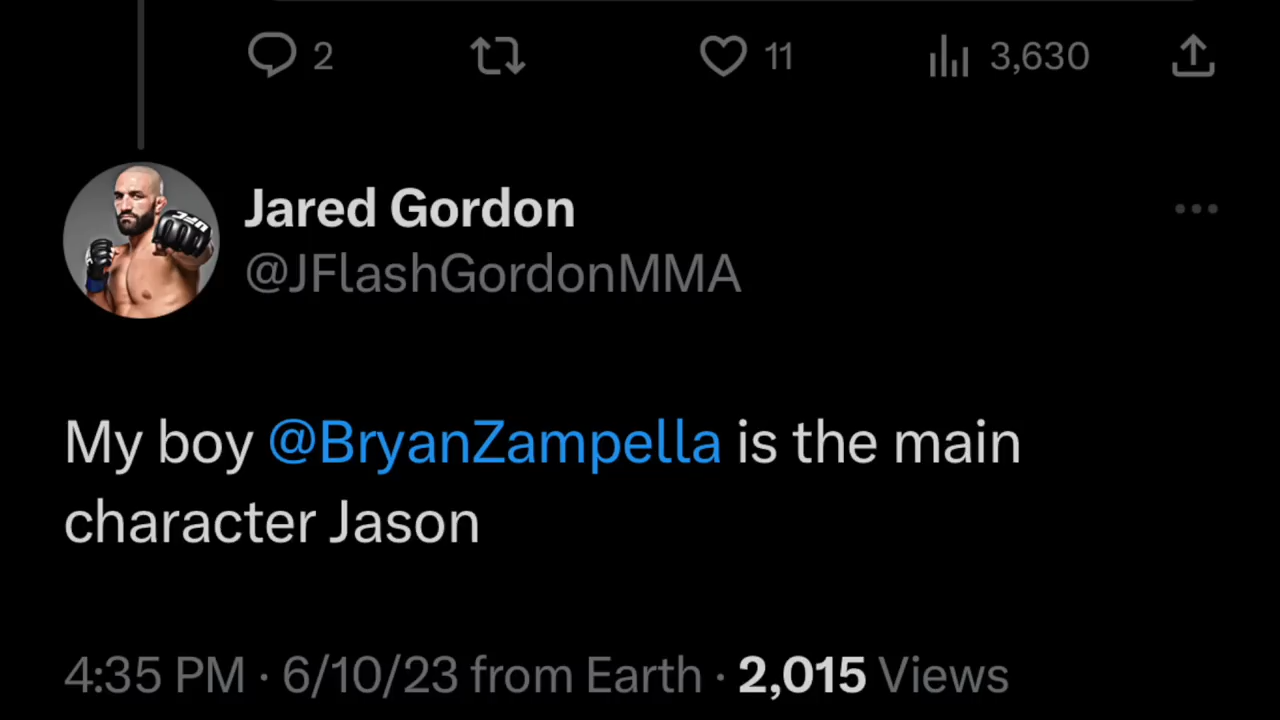 2 11 3,630
Jared Gordon
@JFlashGordonMMA
My boy @BryanZampella is the main
character Jason
4:35 PM · 6/10/23 from Earth · 2,015 Views
UFC